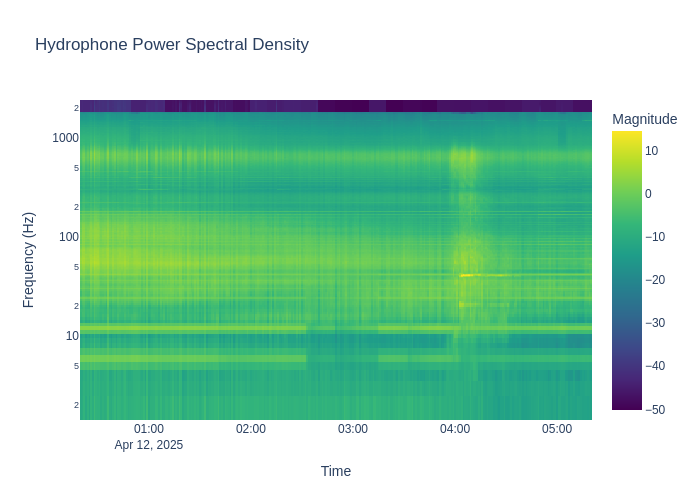 Hydrophone Power Spectral Density
Magnitude
2
1000
5
2
100
5
2
10
5
2
10
0
−10
−20
−30
−40
−50
Frequency (Hz)
01:00 02:00 03:00 04:00 05:00
Apr 12, 2025
Time